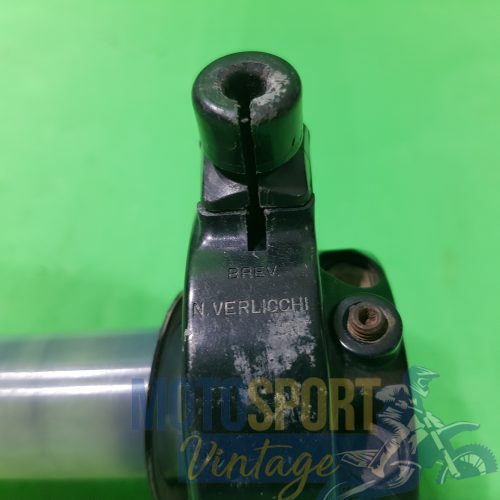 BREV.
N. VERLICCHI
MOTOSPORT
Vintage